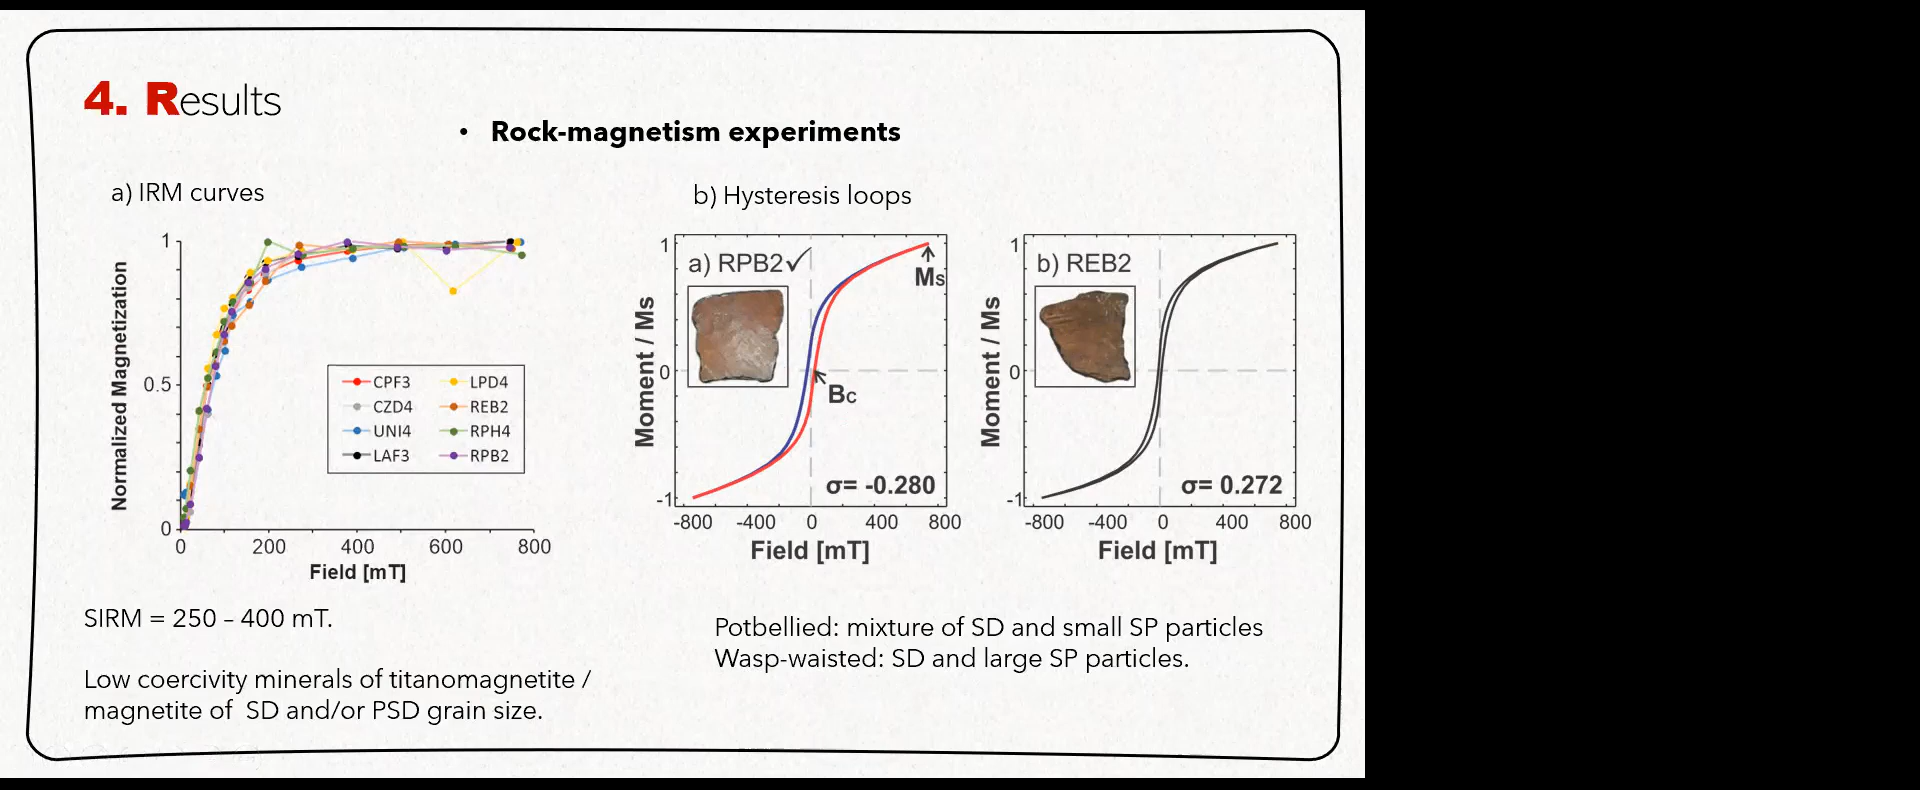 4. Results
• Rock-magnetism experiments
a) IRM curves
1
0.5
0
0 200 400 600 800
Normalized Magnetization
Field [mT]
CPF3 LPD4
CZD4 REB2
UNI4 RPH4
LAF3 RPB2
SIRM = 250 – 400 mT.
Low coercivity minerals of titanomagnetite /
magnetite of SD and/or PSD grain size.
b) Hysteresis loops
a) RPB2✓
Ms
Bc
σ= -0.280
1
0
-1
-800 -400 0 400 800
Moment / Ms
Field [mT]
b) REB2
σ= 0.272
1
0
-1
-800 -400 0 400 800
Moment / Ms
Field [mT]
Potbellied: mixture of SD and small SP particles
Wasp-waisted: SD and large SP particles.